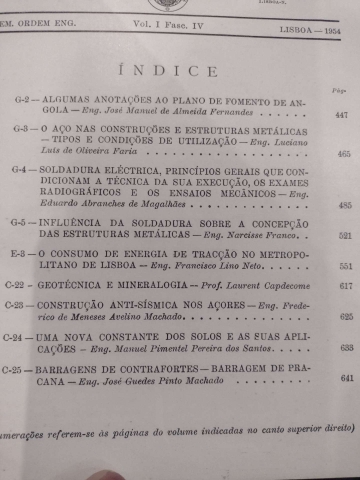 LISBOA-N.
EM. ORDEM ENG. Vol. I Fasc. IV LISBOA — 1954
ÍNDICE
Pág.
G-2 — ALGUMAS ANOTAÇÕES AO PLANO DE FOMENTO DE AN-
GOLA — Eng. José Manuel de Almeida Fernandes . . . . . . 447
G-3 — O AÇO NAS CONSTRUÇÕES E ESTRUTURAS METÁLICAS
— TIPOS E CONDIÇÕES DE UTILIZAÇÃO — Eng. Luciano
Luis de Oliveira Faria . . . . . . . . . . 465
G-4 — SOLDADURA ELÉCTRICA, PRINCÍPIOS GERAIS QUE CON-
DICIONAM A TÉCNICA DA SUA EXECUÇÃO, OS EXAMES
RADIOGRÁFICOS E OS ENSAIOS MECÂNICOS — Eng.
Eduardo Abranches de Magalhães . . . . . . . . 485
G-5 — INFLUÊNCIA DA SOLDADURA SOBRE A CONCEPÇÃO
DAS ESTRUTURAS METÁLICAS — Eng. Narcisse Franco. . 521
E-3 — O CONSUMO DE ENERGIA DE TRACÇÃO NO METROPO-
LITANO DE LISBOA — Eng. Francisco Lino Neto. . . . . 551
C-22 — GEOTÉCNICA E MINERALOGIA — Prof. Laurent Capdecome 617
C-23 — CONSTRUÇÃO ANTI-SÍSMICA NOS AÇORES — Eng. Frede-
rico de Meneses Avelino Machado. . . . . . . . 625
C-24 — UMA NOVA CONSTANTE DOS SOLOS E AS SUAS APLI-
CAÇÕES — Eng. Manuel Pimentel Pereira dos Santos. . . . 633
C-25 — BARRAGENS DE CONTRAFORTES — BARRAGEM DE PRA-
CANA — Eng. José Guedes Pinto Machado . . . . . . . . 641
umerações referem-se às páginas do volume indicadas no canto superior direito)